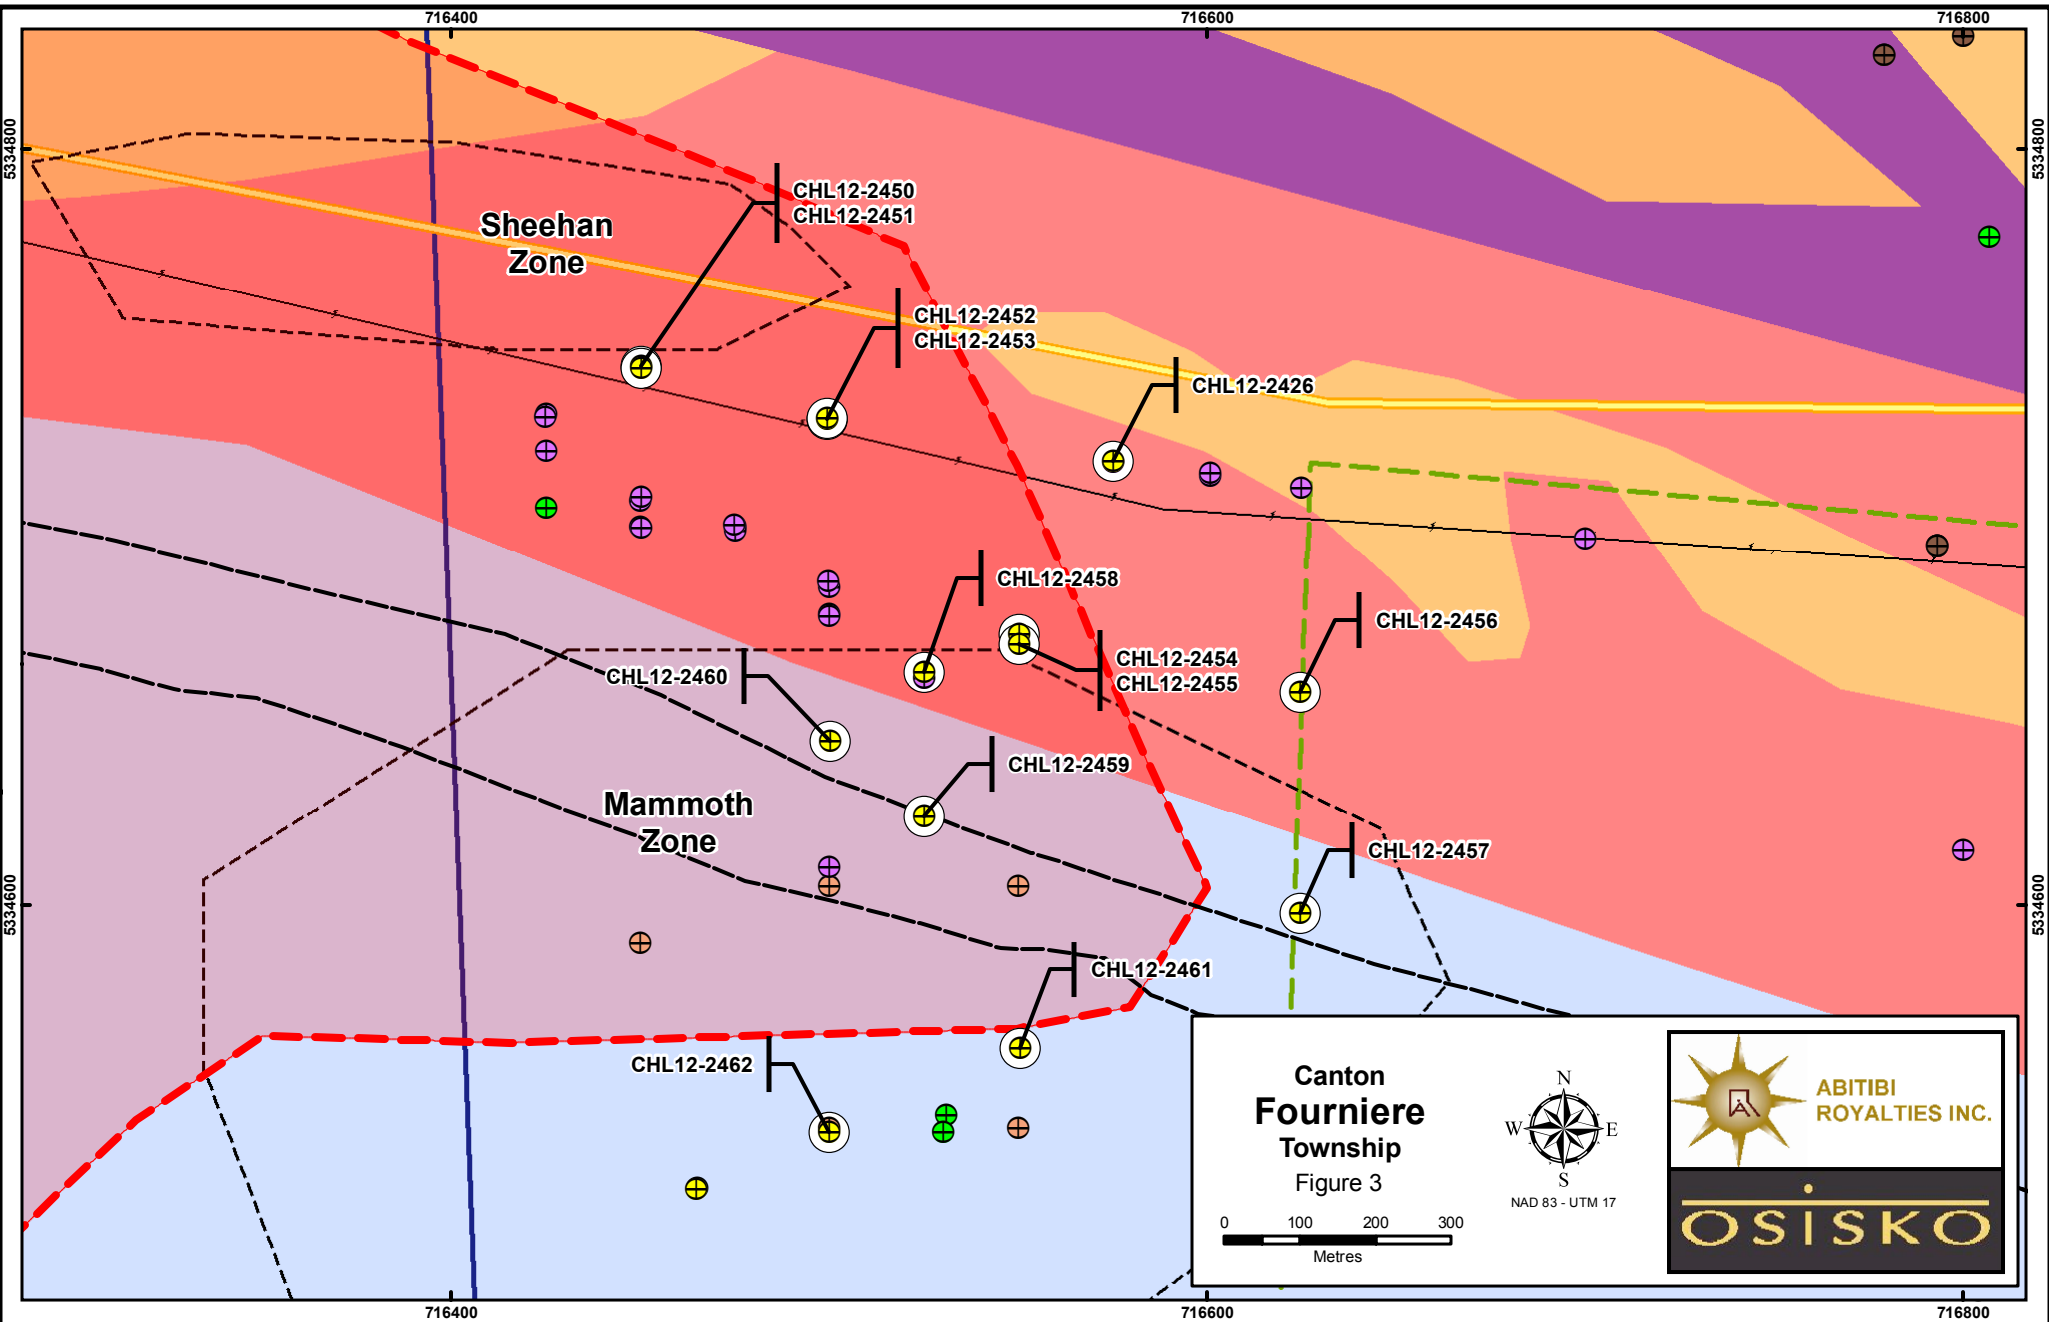 716400
716600
716800
5334800
5334800
CHL12-2450
CHL12-2451
Sheehan
Zone
CHL12-2452
CHL12-2453
CHL12-2426
CHL12-2458
CHL12-2456
CHL12-2454
CHL12-2455
CHL12-2460
CHL12-2459
Mammoth
Zone
CHL12-2457
5334600
5334600
CHL12-2461
CHL12-2462
Canton
Fourniere
Township
Figure 3
0 100 200 300
Metres
N
W E
S
NAD 83 - UTM 17
ABITIBI
ROYALTIES INC.
OSISKO
716400
716600
716800